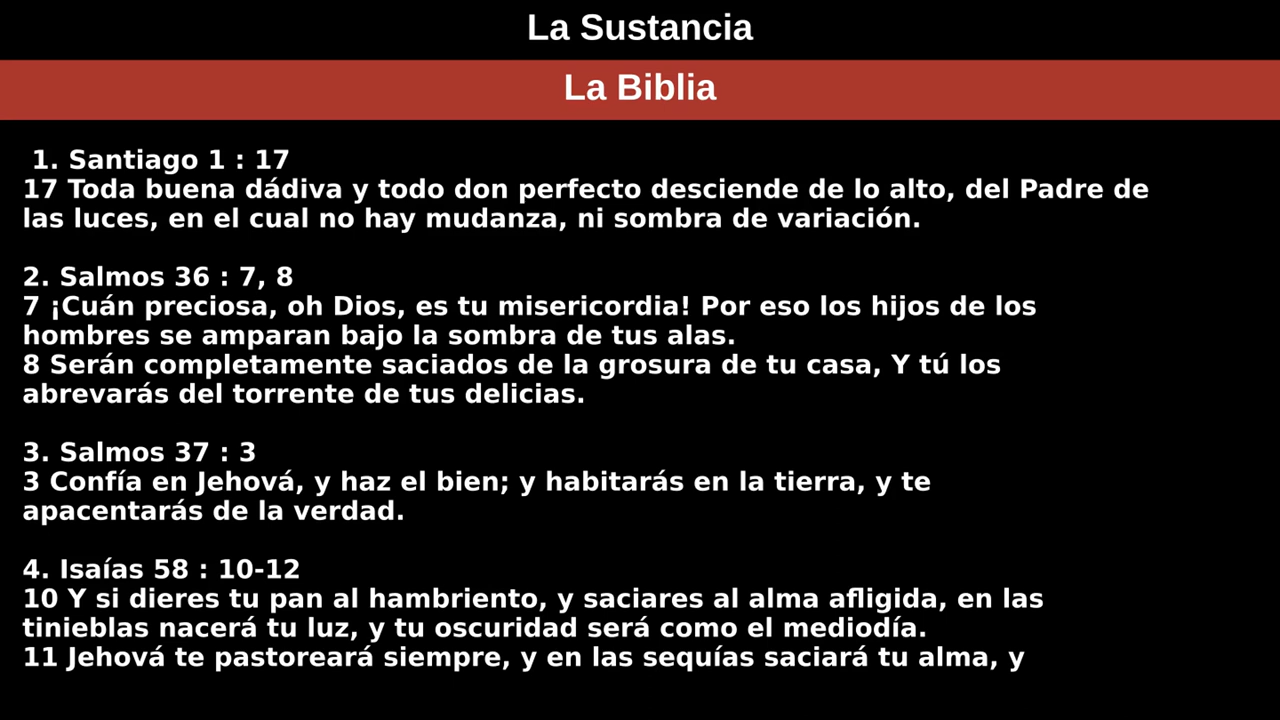 La Sustancia
La Biblia
1. Santiago 1 : 17
17 Toda buena dádiva y todo don perfecto desciende de lo alto, del Padre de
las luces, en el cual no hay mudanza, ni sombra de variación.
2. Salmos 36 : 7, 8
7 ¡Cuán preciosa, oh Dios, es tu misericordia! Por eso los hijos de los
hombres se amparan bajo la sombra de tus alas.
8 Serán completamente saciados de la grosura de tu casa, Y tú los
abrevarás del torrente de tus delicias.
3. Salmos 37 : 3
3 Confía en Jehová, y haz el bien; y habitarás en la tierra, y te
apacentarás de la verdad.
4. Isaías 58 : 10-12
10 Y si dieres tu pan al hambriento, y saciares al alma afligida, en las
tinieblas nacerá tu luz, y tu oscuridad será como el mediodía.
11 Jehová te pastoreará siempre, y en las sequías saciará tu alma, y